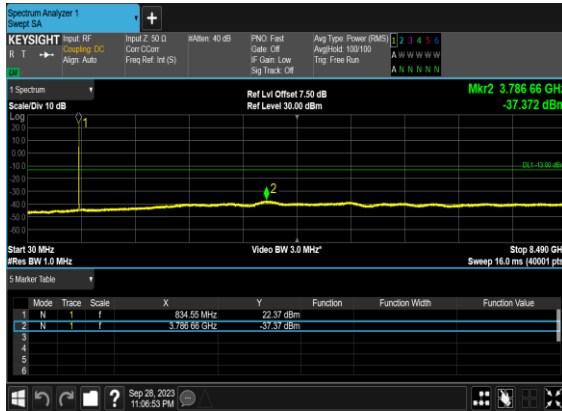 Spectrum Analyzer 1
Swept SA
KEYSIGHT Input: RF Input Z: 50 Ω #Atten: 40 dB PNO: Fast Avg Type: Power (RMS) 1 2 3 4 5 6
R T Coupling: DC Corr CCorr Gate: Off Avg|Hold: 100/100 A W W W W W
Align: Auto Freq Ref: Int (S) IF Gain: Low Trig: Free Run
LXI Sig Track: Off A N N N N N
1 Spectrum Ref Lvl Offset 7.50 dB Mkr2 3.786 66 GHz
Scale/Div 10 dB Ref Level 30.00 dBm -37.372 dBm
Log
20.0
10.0
0.00
-10.0
-20.0
-30.0
-40.0
-50.0
-60.0
1
2
DL1 -13.00 dBm
Start 30 MHz Video BW 3.0 MHz* Stop 8.490 GHz
#Res BW 1.0 MHz Sweep 16.0 ms (40001 pts)
5 Marker Table
Mode Trace Scale X Y Function Function Width Function Value
1 N 1 f 834.55 MHz 22.37 dBm
2 N 1 f 3.786 66 GHz -37.37 dBm
3
4
5
6
? Sep 28, 2023
11:06:53 PM